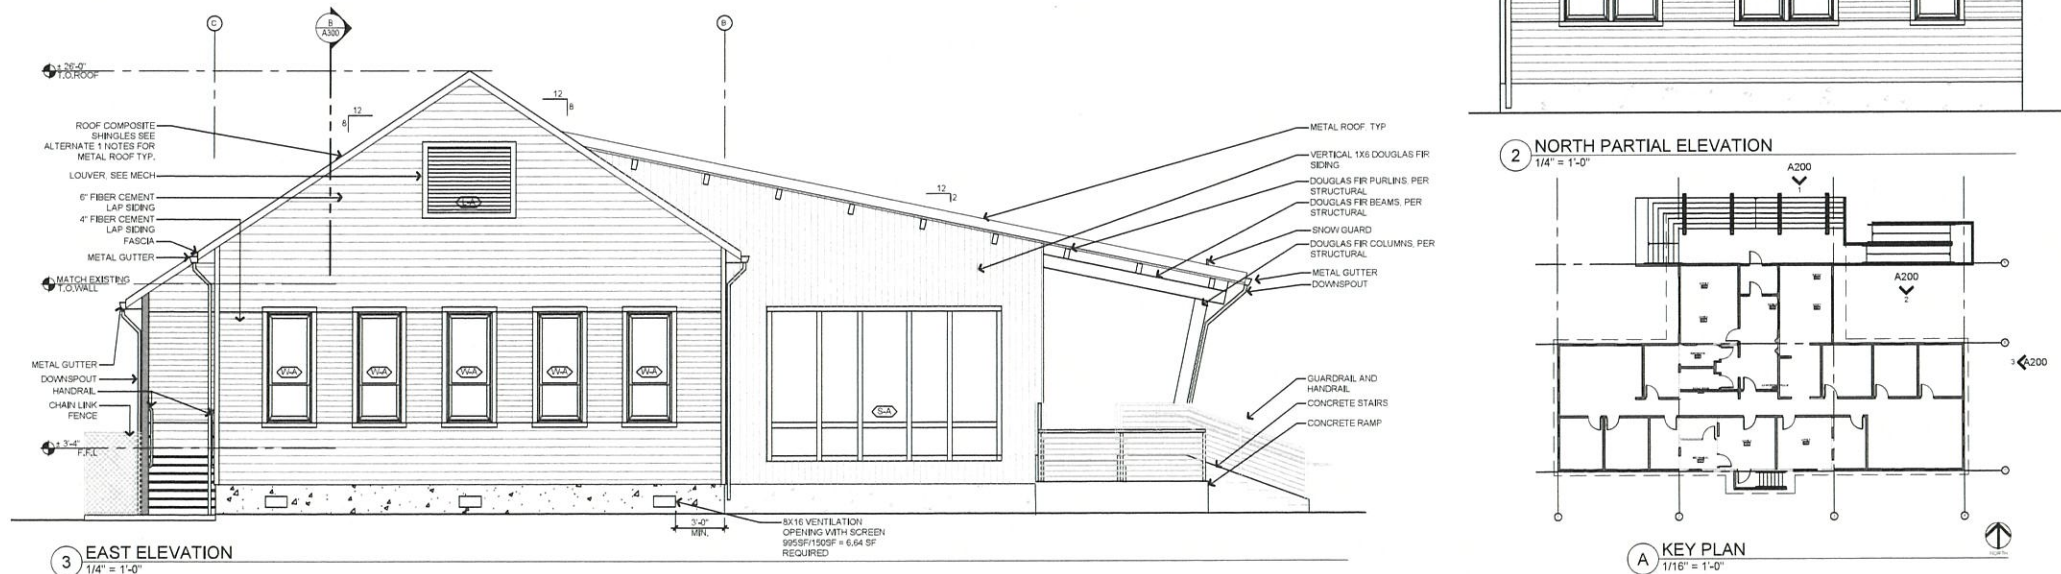 C
B
A300
B
± 26'-0"
T.O.ROOF
12
8
12
8
12
2
ROOF COMPOSITE
SHINGLES SEE
ALTERNATE 1 NOTES FOR
METAL ROOF TYP.
LOUVER, SEE MECH
6" FIBER CEMENT
LAP SIDING
4" FIBER CEMENT
LAP SIDING
FASCIA
METAL GUTTER
MATCH EXISTING
T.O.WALL
METAL GUTTER
DOWNSPOUT
HANDRAIL
CHAIN LINK
FENCE
± 3'-4"
F.F.L
L-A
W-A
W-A
W-A
W-A
W-A
S-A
METAL ROOF, TYP
VERTICAL 1X6 DOUGLAS FIR
SIDING
DOUGLAS FIR PURLINS, PER
STRUCTURAL
DOUGLAS FIR BEAMS, PER
STRUCTURAL
SNOW GUARD
DOUGLAS FIR COLUMNS, PER
STRUCTURAL
METAL GUTTER
DOWNSPOUT
GUARDRAIL AND
HANDRAIL
CONCRETE STAIRS
CONCRETE RAMP
3'-0"
MIN.
8X16 VENTILATION
OPENING WITH SCREEN
995SF/150SF = 6.64 SF
REQUIRED
3 EAST ELEVATION
1/4" = 1'-0"
2 NORTH PARTIAL ELEVATION
1/4" = 1'-0"
A200
1
A200
2
3 A200
A KEY PLAN
1/16" = 1'-0"
NORTH